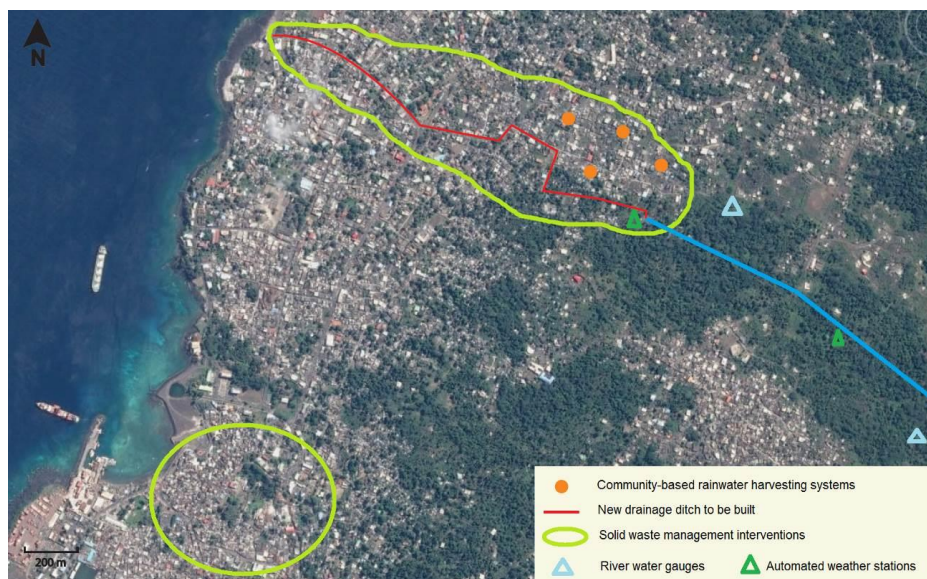 N
Community-based rainwater harvesting systems
New drainage ditch to be built
Solid waste management interventions
River water gauges Automated weather stations
200 m